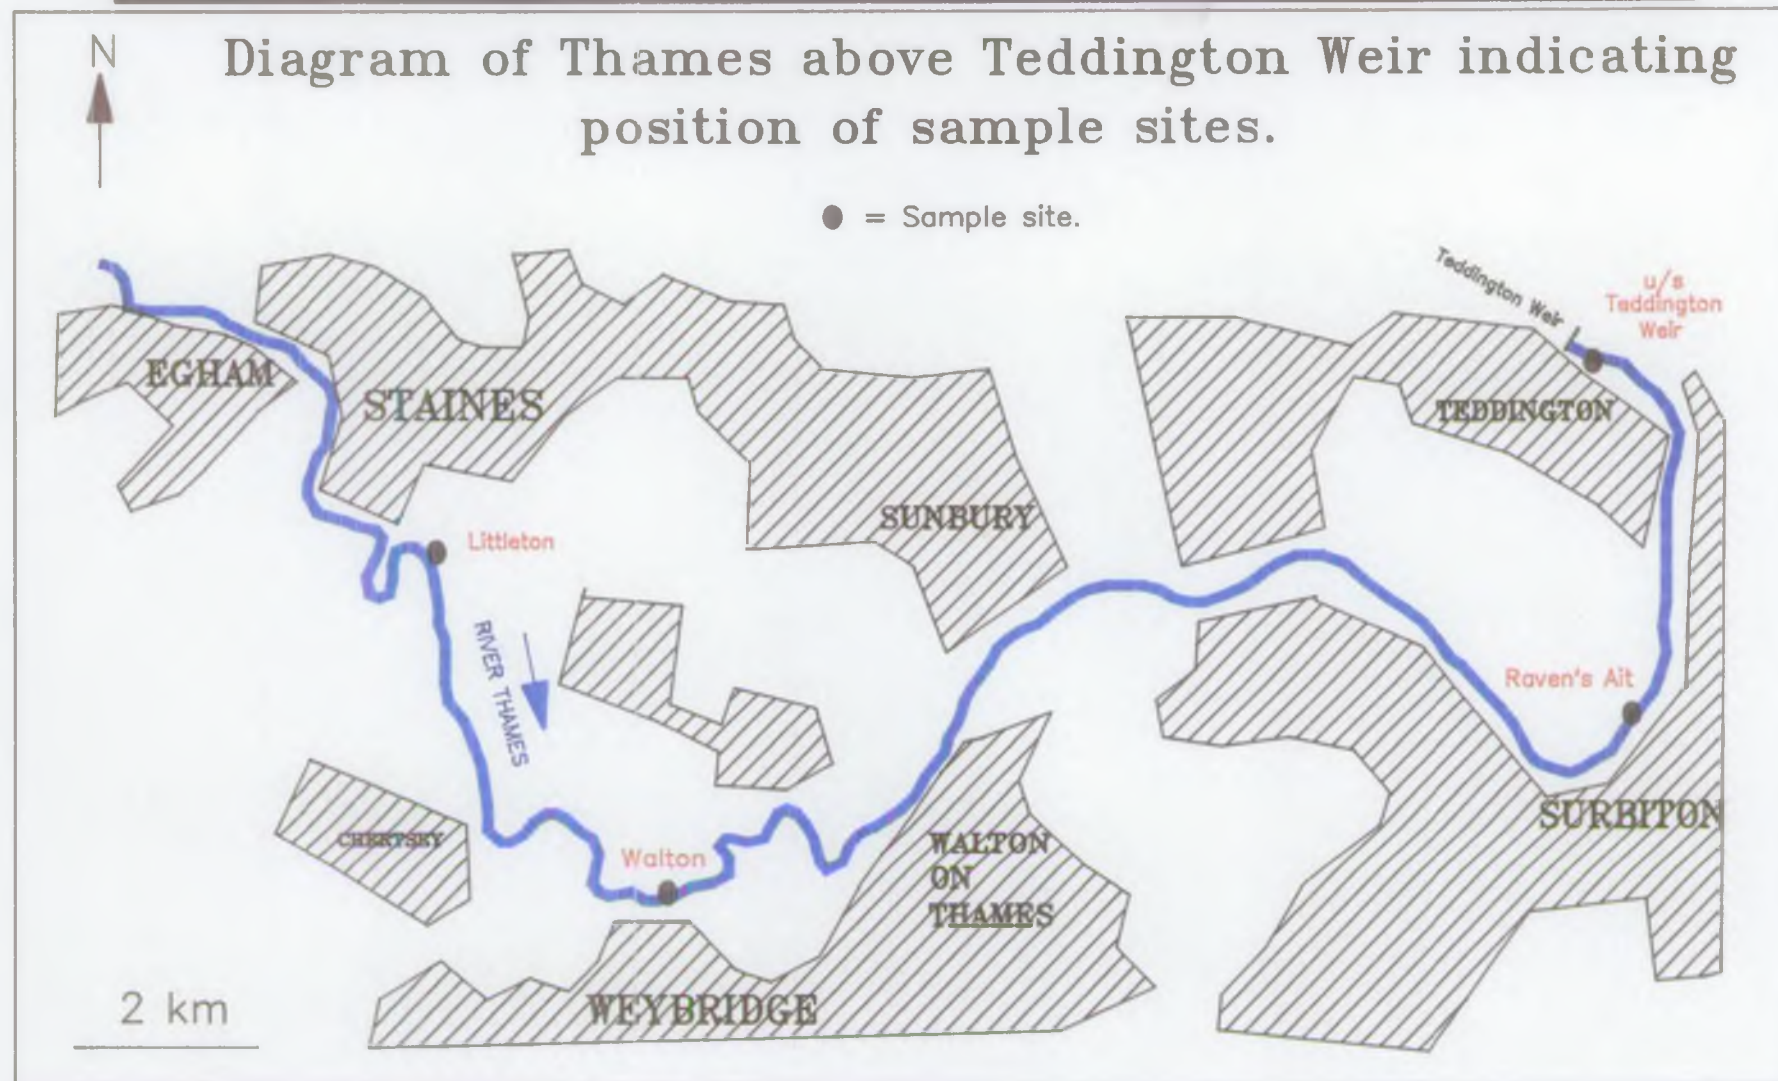 N
Diagram of Thames above Teddington Weir indicating
position of sample sites.
= Sample site.
Teddington Weir
u/s
Teddington
Weir
EGHAM
STAINES
TEDDINGTON
SUNBURY
Littleton
RIVER THAMES
Raven's Ait
CHERTSEY
Walton
WALTON
ON
THAMES
SURBITON
WEYBRIDGE
2 km